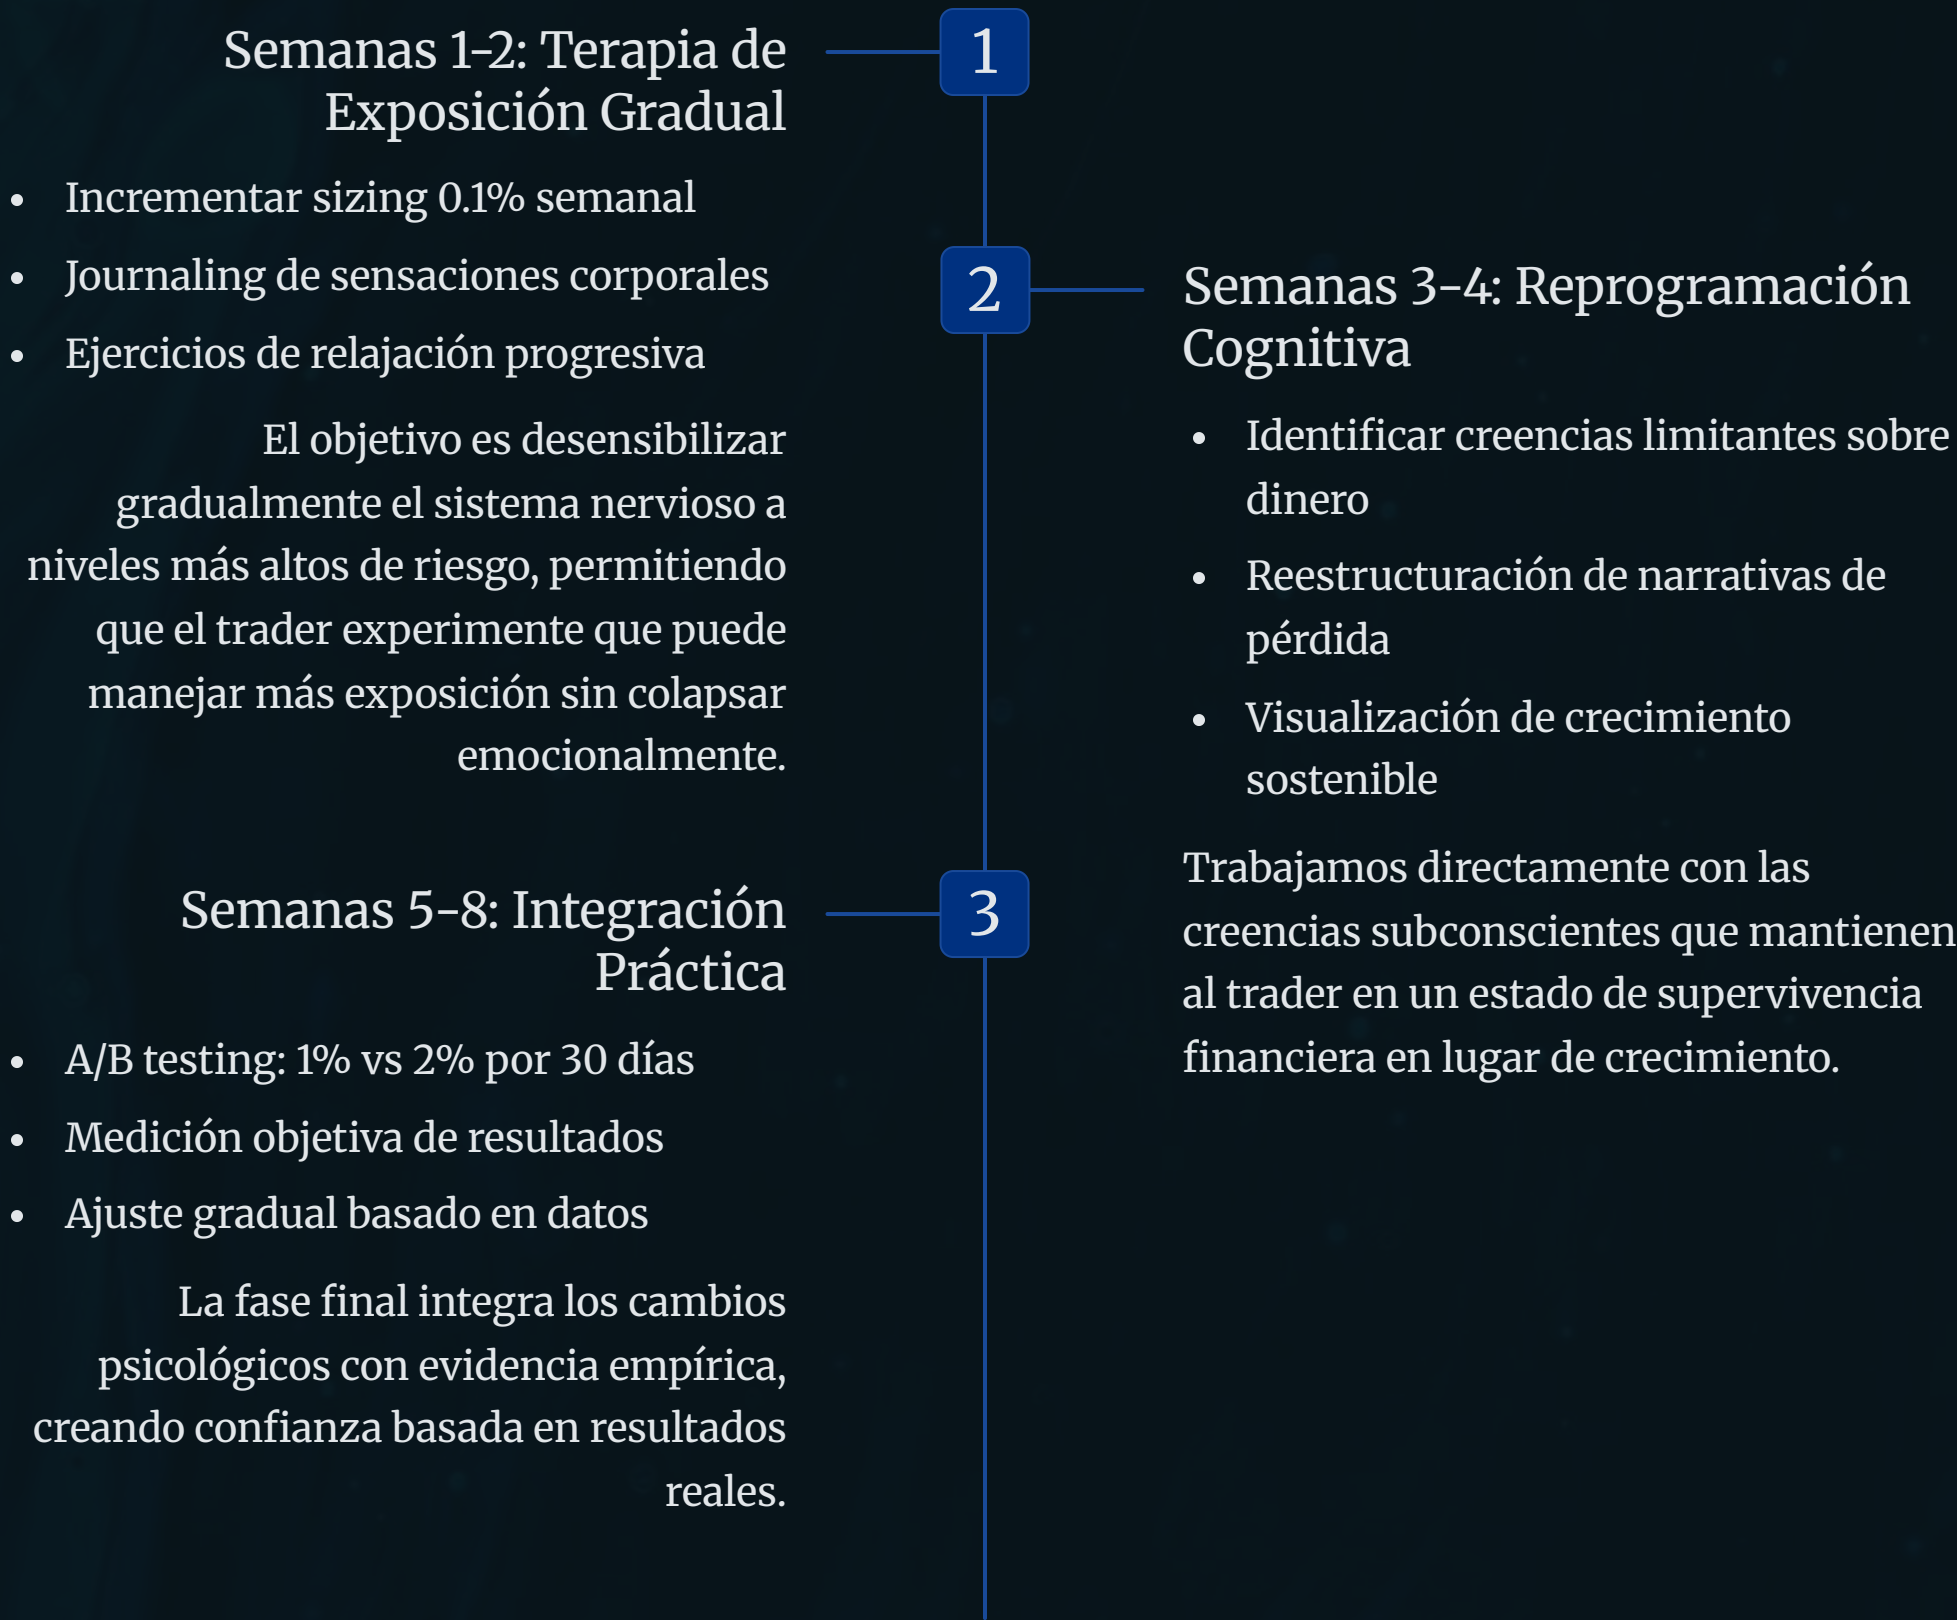 1
Semanas 1-2: Terapia de
Exposición Gradual
• Incrementar sizing 0.1% semanal
• Journaling de sensaciones corporales
• Ejercicios de relajación progresiva
El objetivo es desensibilizar
gradualmente el sistema nervioso a
niveles más altos de riesgo, permitiendo
que el trader experimente que puede
manejar más exposición sin colapsar
emocionalmente.
2
Semanas 3-4: Reprogramación
Cognitiva
• Identificar creencias limitantes sobre
dinero
• Reestructuración de narrativas de
pérdida
• Visualización de crecimiento
sostenible
Trabajamos directamente con las
creencias subconscientes que mantienen
al trader en un estado de supervivencia
financiera en lugar de crecimiento.
3
Semanas 5-8: Integración
Práctica
• A/B testing: 1% vs 2% por 30 días
• Medición objetiva de resultados
• Ajuste gradual basado en datos
La fase final integra los cambios
psicológicos con evidencia empírica,
creando confianza basada en resultados
reales.